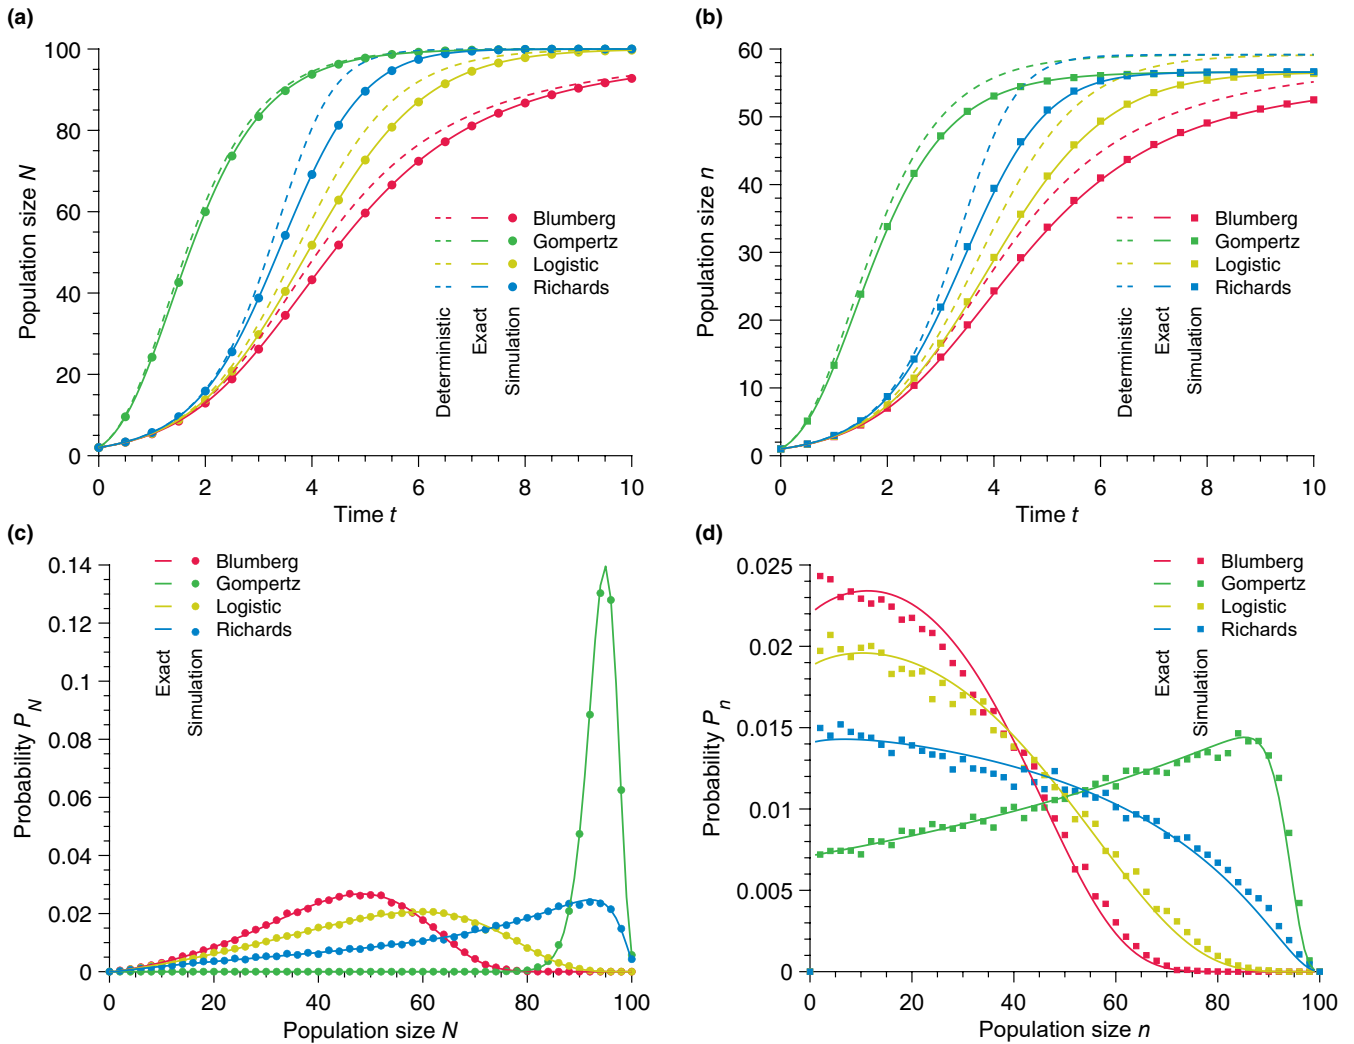 (a)
Population size N
100
80
60
40
20
0
0 2 4 6 8 10
Time t
Blumberg
Gompertz
Logistic
Richards
Deterministic
Exact
Simulation
(b)
Population size n
60
50
40
30
20
10
0
0 2 4 6 8 10
Time t
Blumberg
Gompertz
Logistic
Richards
Deterministic
Exact
Simulation
(c)
Probability P_N
0.14
0.12
0.1
0.08
0.06
0.04
0.02
0
0 20 40 60 80 100
Population size N
Blumberg
Gompertz
Logistic
Richards
Exact
Simulation
(d)
Probability P_n
0.025
0.02
0.015
0.01
0.005
0
0 20 40 60 80 100
Population size n
Blumberg
Gompertz
Logistic
Richards
Exact
Simulation